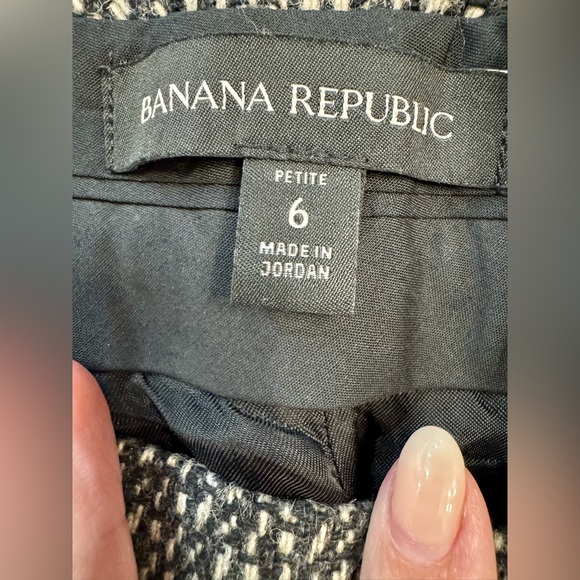 BANANA REPUBLIC
PETITE
6
MADE IN
JORDAN